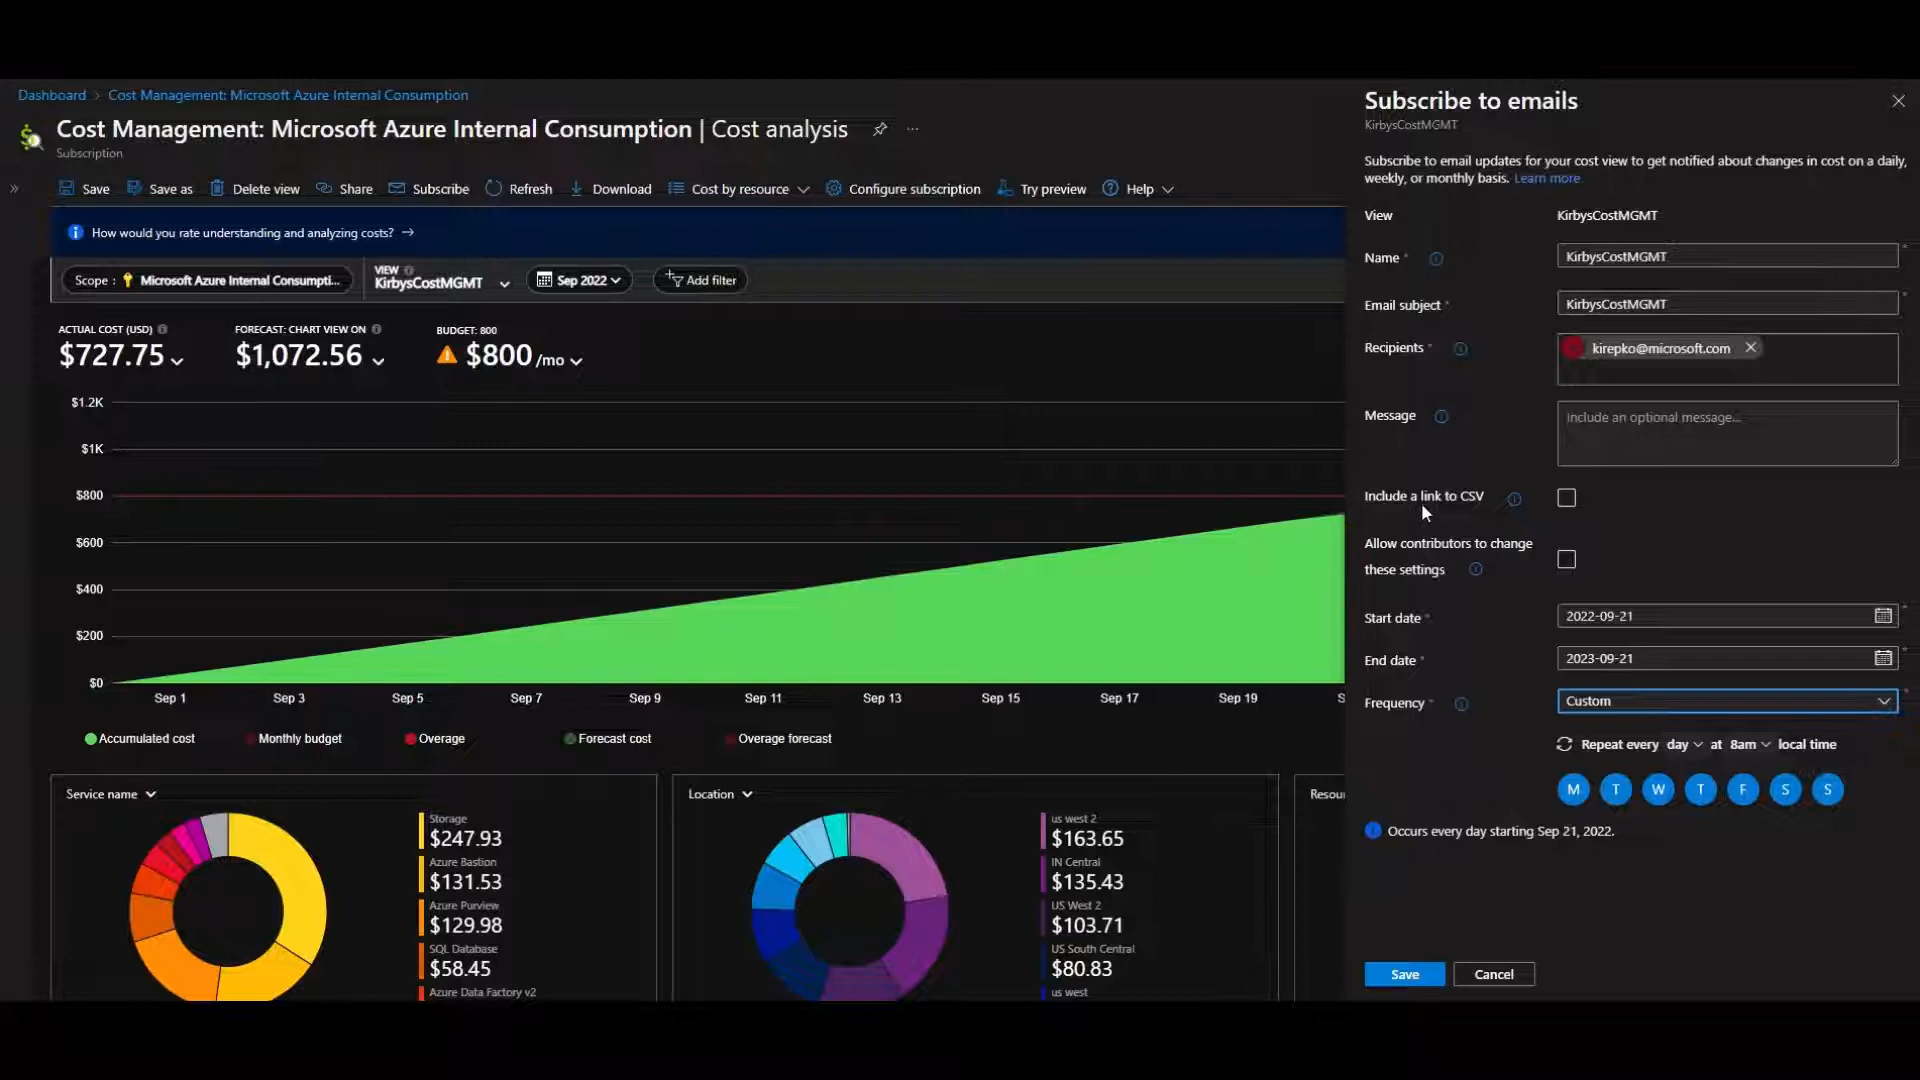 Dashboard > Cost Management: Microsoft Azure Internal Consumption
Cost Management: Microsoft Azure Internal Consumption | Cost analysis
Subscription
Save
Save as
Delete view
Share
Subscribe
Refresh
Download
Cost by resource
Configure subscription
Try preview
Help
How would you rate understanding and analyzing costs? →
Scope : Microsoft Azure Internal Consumpti...
VIEW
KirbysCostMGMT
Sep 2022
Add filter
ACTUAL COST (USD)
$727.75
FORECAST: CHART VIEW ON
$1,072.56
BUDGET: 800
$800 /mo
$1.2K
$1K
$800
$600
$400
$200
$0
Sep 1
Sep 3
Sep 5
Sep 7
Sep 9
Sep 11
Sep 13
Sep 15
Sep 17
Sep 19
S
Accumulated cost
Monthly budget
Overage
Forecast cost
Overage forecast
Service name
Storage
$247.93
Azure Bastion
$131.53
Azure Purview
$129.98
SQL Database
$58.45
Azure Data Factory v2
Location
us west 2
$163.65
IN Central
$135.43
US West 2
$103.71
US South Central
$80.83
us west
Resou
Subscribe to emails
KirbysCostMGMT
Subscribe to email updates for your cost view to get notified about changes in cost on a daily,
weekly, or monthly basis. Learn more
View
KirbysCostMGMT
Name *
KirbysCostMGMT
Email subject *
KirbysCostMGMT
Recipients *
kirepko@microsoft.com
Message
Include an optional message...
Include a link to CSV
Allow contributors to change
these settings
Start date *
2022-09-21
End date *
2023-09-21
Frequency *
Custom
Repeat every day at 8am local time
M T W T F S S
Occurs every day starting Sep 21, 2022.
Save
Cancel